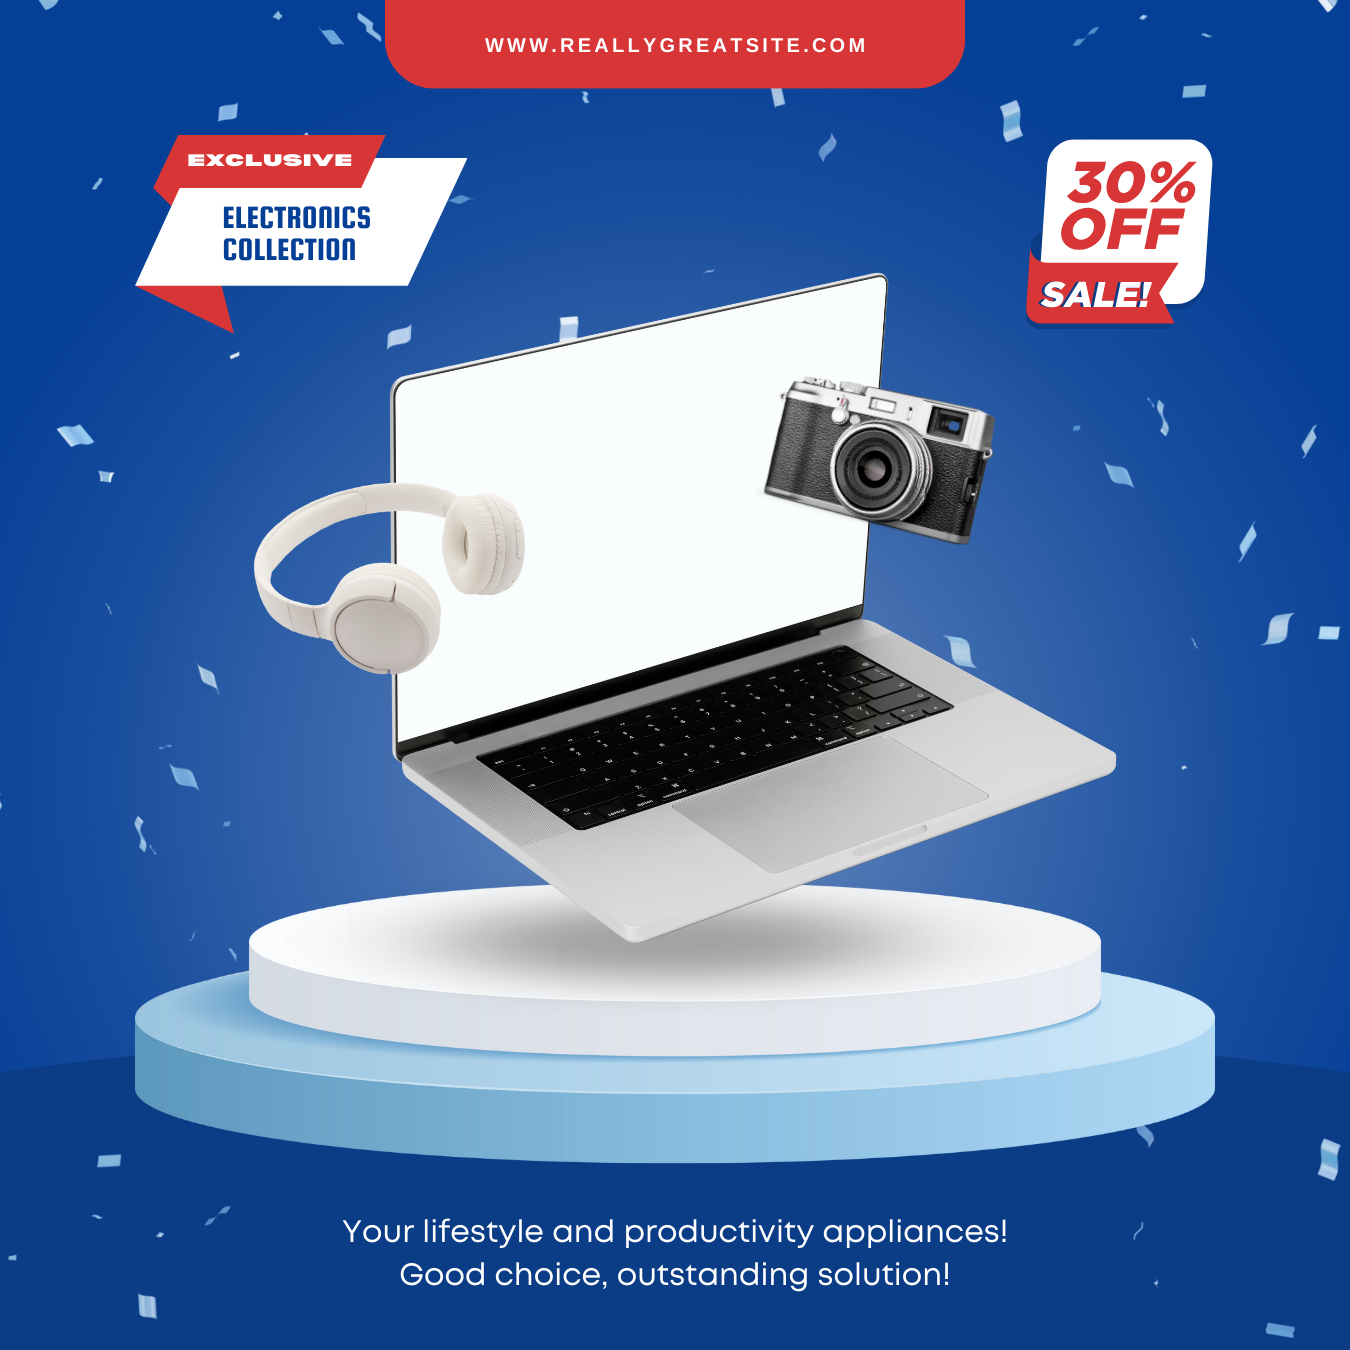 WWW.REALLYGREATSITE.COM
EXCLUSIVE
ELECTRONICS
COLLECTION
30%
OFF
SALE!
Your lifestyle and productivity appliances!
Good choice, outstanding solution!